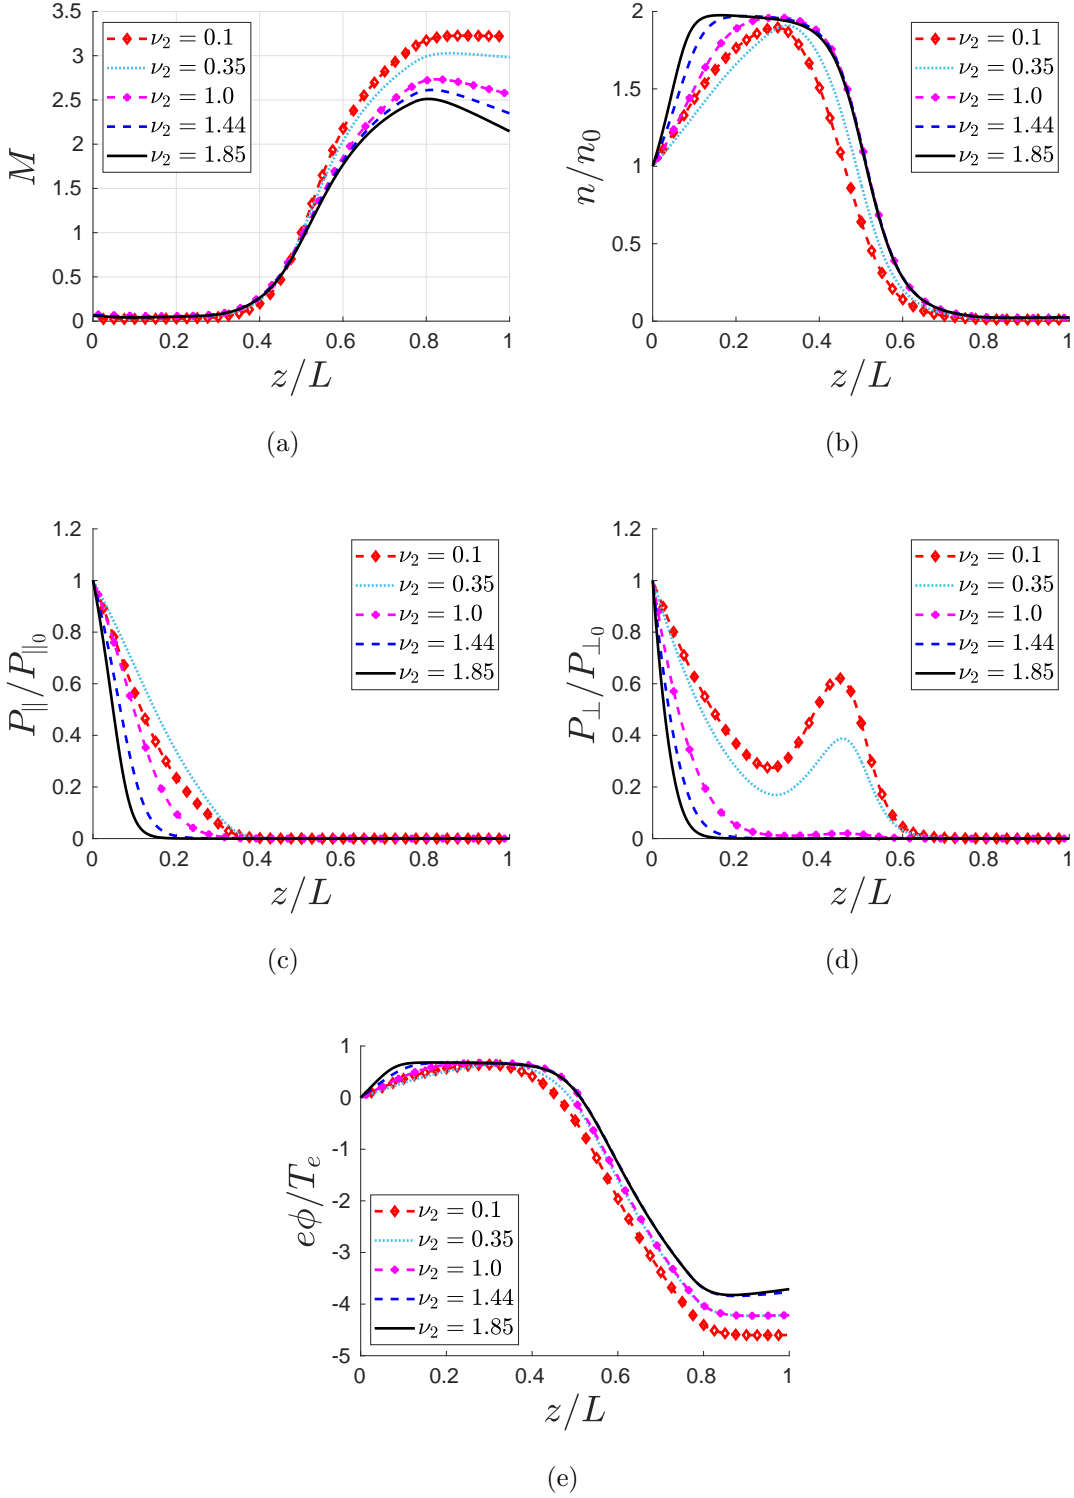 3.5
3
2.5
2
1.5
1
0.5
0
M
ν₂ = 0.1
ν₂ = 0.35
ν₂ = 1.0
ν₂ = 1.44
ν₂ = 1.85
0 0.2 0.4 0.6 0.8 1
z/L
(a)
2
1.5
1
0.5
0
n/n₀
ν₂ = 0.1
ν₂ = 0.35
ν₂ = 1.0
ν₂ = 1.44
ν₂ = 1.85
0 0.2 0.4 0.6 0.8 1
z/L
(b)
1.2
1
0.8
0.6
0.4
0.2
0
P∥/P∥₀
ν₂ = 0.1
ν₂ = 0.35
ν₂ = 1.0
ν₂ = 1.44
ν₂ = 1.85
0 0.2 0.4 0.6 0.8 1
z/L
(c)
1.2
1
0.8
0.6
0.4
0.2
0
P⊥/P⊥₀
ν₂ = 0.1
ν₂ = 0.35
ν₂ = 1.0
ν₂ = 1.44
ν₂ = 1.85
0 0.2 0.4 0.6 0.8 1
z/L
(d)
1
0
-1
-2
-3
-4
-5
eϕ/Tₑ
ν₂ = 0.1
ν₂ = 0.35
ν₂ = 1.0
ν₂ = 1.44
ν₂ = 1.85
0 0.2 0.4 0.6 0.8 1
z/L
(e)